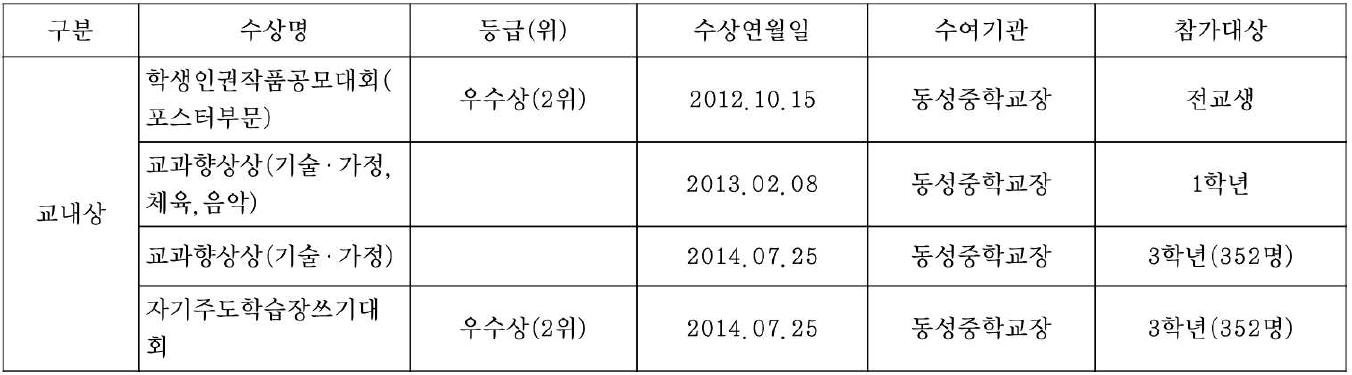 구분 수상명 등급(위) 수상연월일 수여기관 참가대상
교내상
학생인권작품공모대회(
포스터부문)
우수상(2위) 2012.10.15 동성중학교장 전교생
교과향상상(기술·가정,
체육,음악)
2013.02.08 동성중학교장 1학년
교과향상상(기술·가정) 2014.07.25 동성중학교장 3학년(352명)
자기주도학습장쓰기대
회
우수상(2위) 2014.07.25 동성중학교장 3학년(352명)